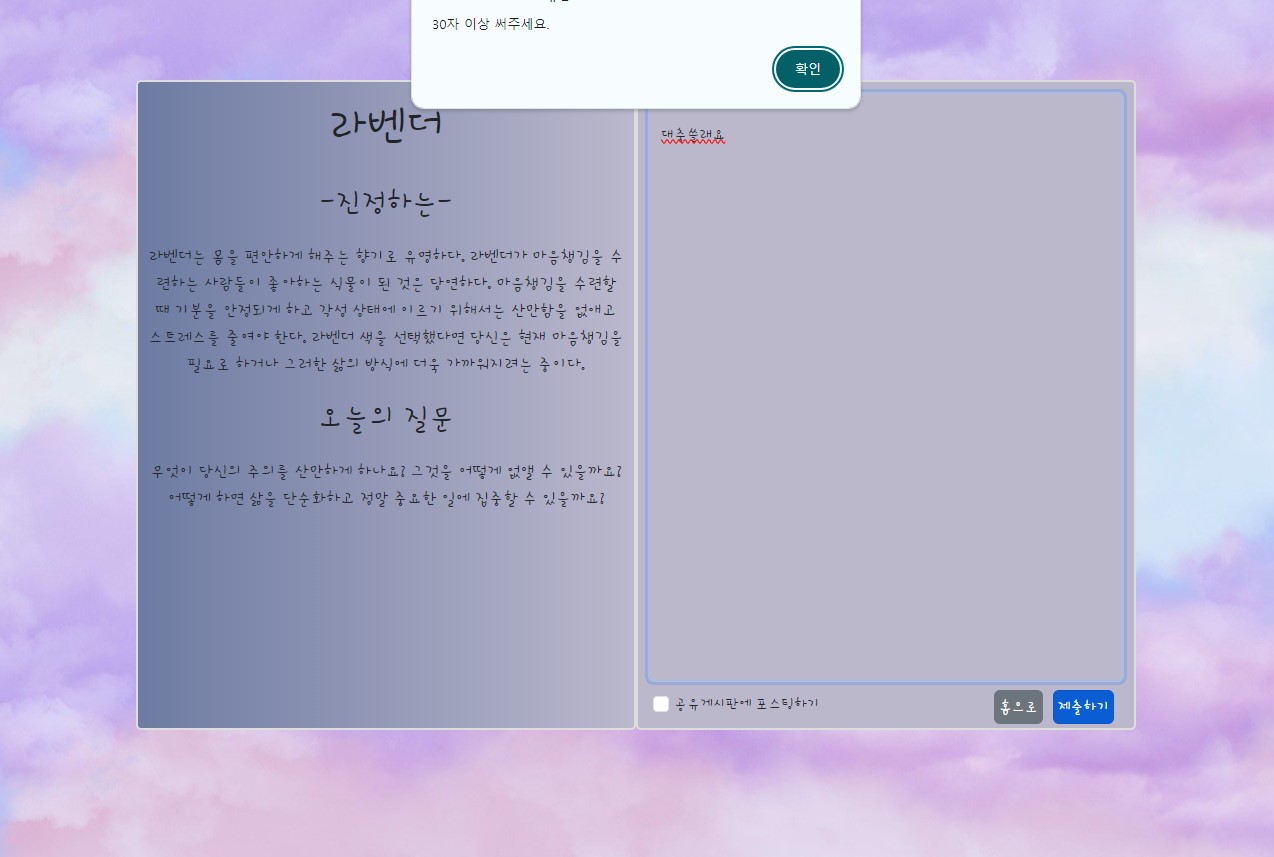 30자 이상 써주세요.
확인
라벤더
-진정하는-
라벤더는 몸을 편안하게 해주는 향기로 유명하다. 라벤더가 마음챙김을 수
련하는 사람들이 좋아하는 식물이 된 것은 당연하다. 마음챙김을 수련할
때 기분을 안정되게 하고 각성 상태에 이르기 위해서는 산만함을 없애고
스트레스를 줄여야 한다. 라벤더 색을 선택했다면 당신은 현재 마음챙김을
필요로 하거나 그러한 삶의 방식에 더욱 가까워지려는 중이다.
오늘의 질문
무엇이 당신의 주의를 산만하게 하나요? 그것을 어떻게 없앨 수 있을까요?
어떻게 하면 삶을 단순화하고 정말 중요한 일에 집중할 수 있을까요?
대충쓸래요
공유게시판에 포스팅하기
홈으로
제출하기